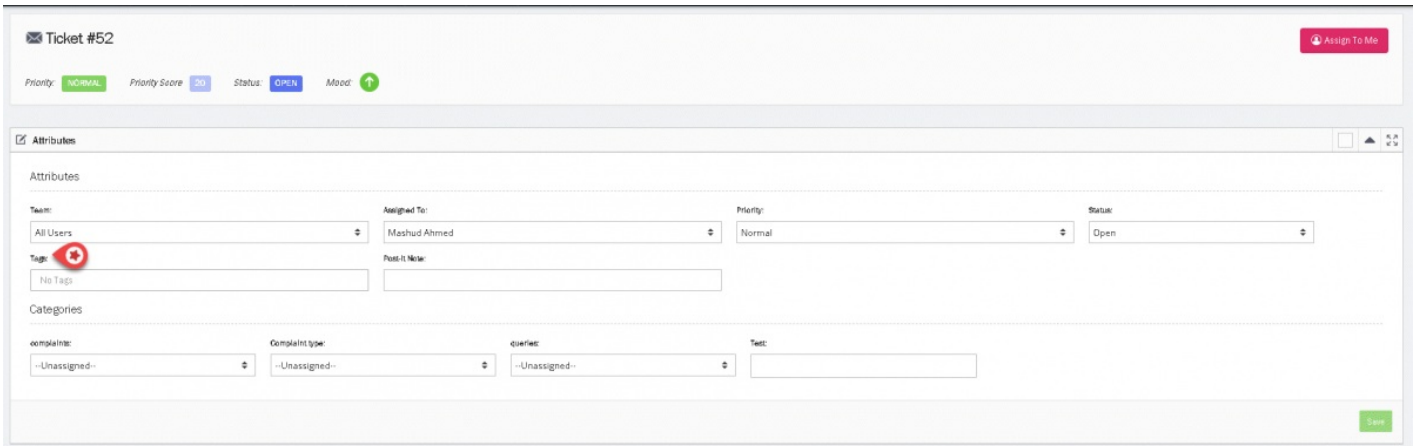 Ticket #52
Assign To Me
Priority: NORMAL Priority Score 20 Status: OPEN Mood:
Attributes
Attributes
Team: Assigned To: Priority: Status:
All Users Mashud Ahmed Normal Open
Tags: Post-It Note:
No Tags
Categories
complaints: Complaint type: queries: Test:
--Unassigned-- --Unassigned-- --Unassigned--
Save